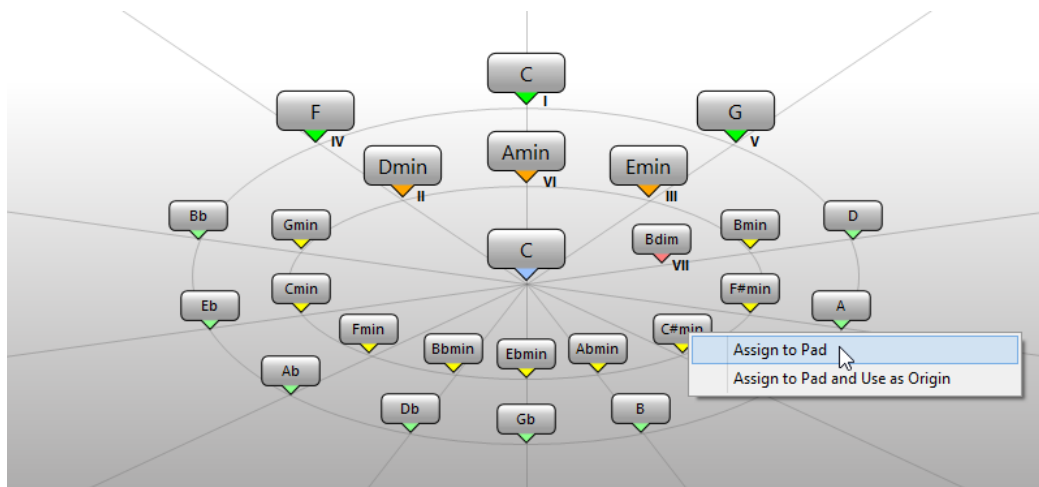 C
I
F
IV
G
V
Amin
VI
Dmin
II
Emin
III
Bb
Gmin
Bmin
D
C
Bdim
VII
Eb
Cmin
F#min
A
Fmin
C#min
Bbmin
Ebmin
Abmin
Assign to Pad
Assign to Pad and Use as Origin
Ab
Db
Gb
B